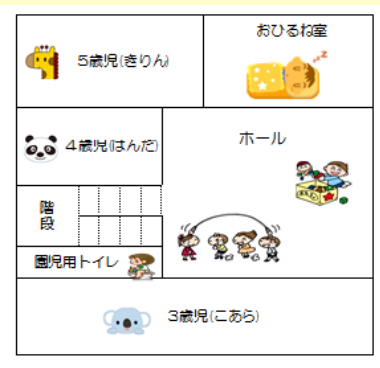 5歳児(きりん)
おひるね室
4歳児(ぱんだ)
ホール
階
段
園児用トイレ
3歳児(こあら)